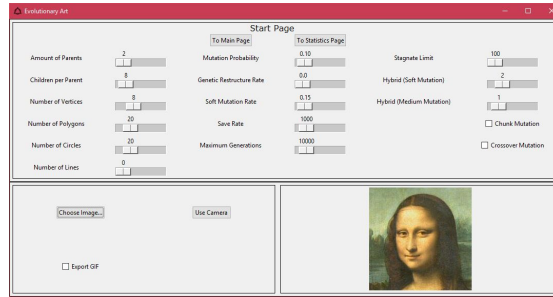 Evolutionary Art
Start Page
To Main Page To Statistics Page
Amount of Parents 2 Mutation Probability 0.10 Stagnate Limit 100
Children per Parent 8 Genetic Restructure Rate 0.0 Hybrid (Soft Mutation) 2
Number of Vertices 8 Soft Mutation Rate 0.15 Hybrid (Medium Mutation) 1
Number of Polygons 20 Save Rate 1000 Chunk Mutation
Number of Circles 20 Maximum Generations 10000 Crossover Mutation
Number of Lines 0
Choose Image... Use Camera
Export GIF